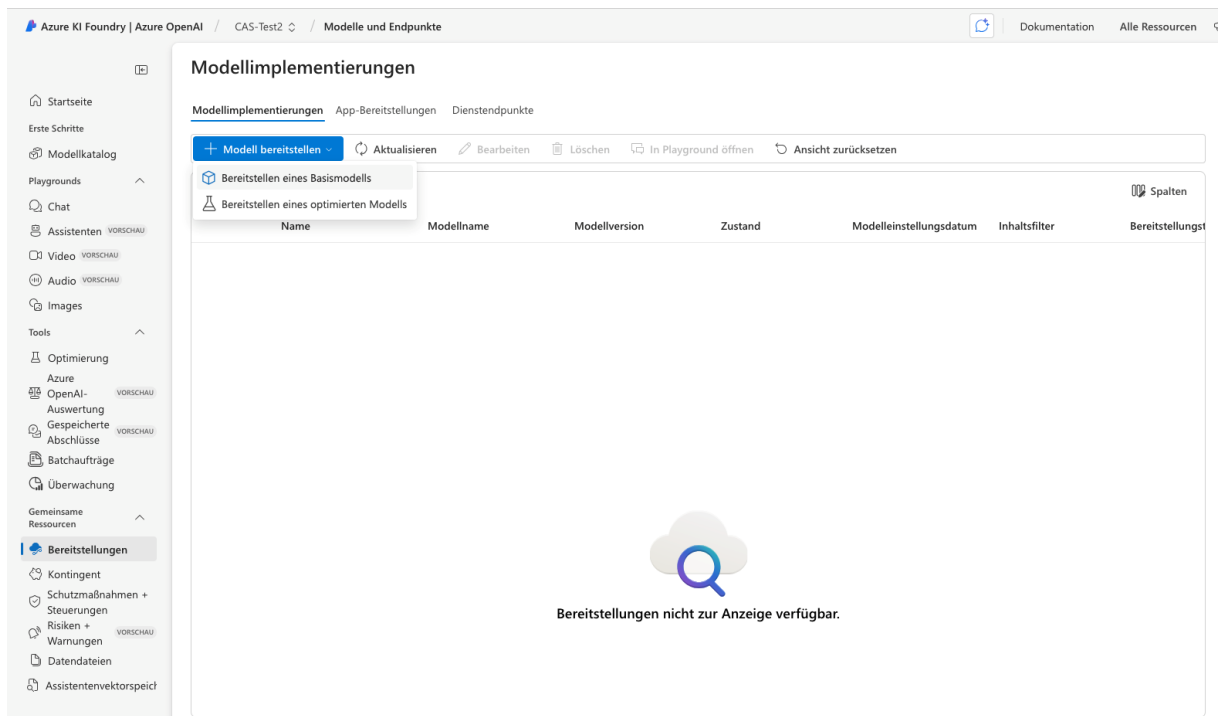 Azure KI Foundry | Azure OpenAI / CAS-Test2 / Modelle und Endpunkte
Dokumentation Alle Ressourcen
Startseite
Erste Schritte
Modellkatalog
Playgrounds
Chat
Assistenten VORSCHAU
Video VORSCHAU
Audio VORSCHAU
Images
Tools
Optimierung
Azure
OpenAI- VORSCHAU
Auswertung
Gespeicherte
Abschlüsse VORSCHAU
Batchaufträge
Überwachung
Gemeinsame
Ressourcen
Bereitstellungen
Kontingent
Schutzmaßnahmen +
Steuerungen
Risiken +
Warnungen VORSCHAU
Datendateien
Assistentenvektorspeich
Modellimplementierungen
Modellimplementierungen App-Bereitstellungen Dienstendpunkte
Modell bereitstellen Aktualisieren Bearbeiten Löschen In Playground öffnen Ansicht zurücksetzen
Bereitstellen eines Basismodells
Bereitstellen eines optimierten Modells
Spalten
Name Modellname Modellversion Zustand Modelleinstellungsdatum Inhaltsfilter Bereitstellungst
Bereitstellungen nicht zur Anzeige verfügbar.